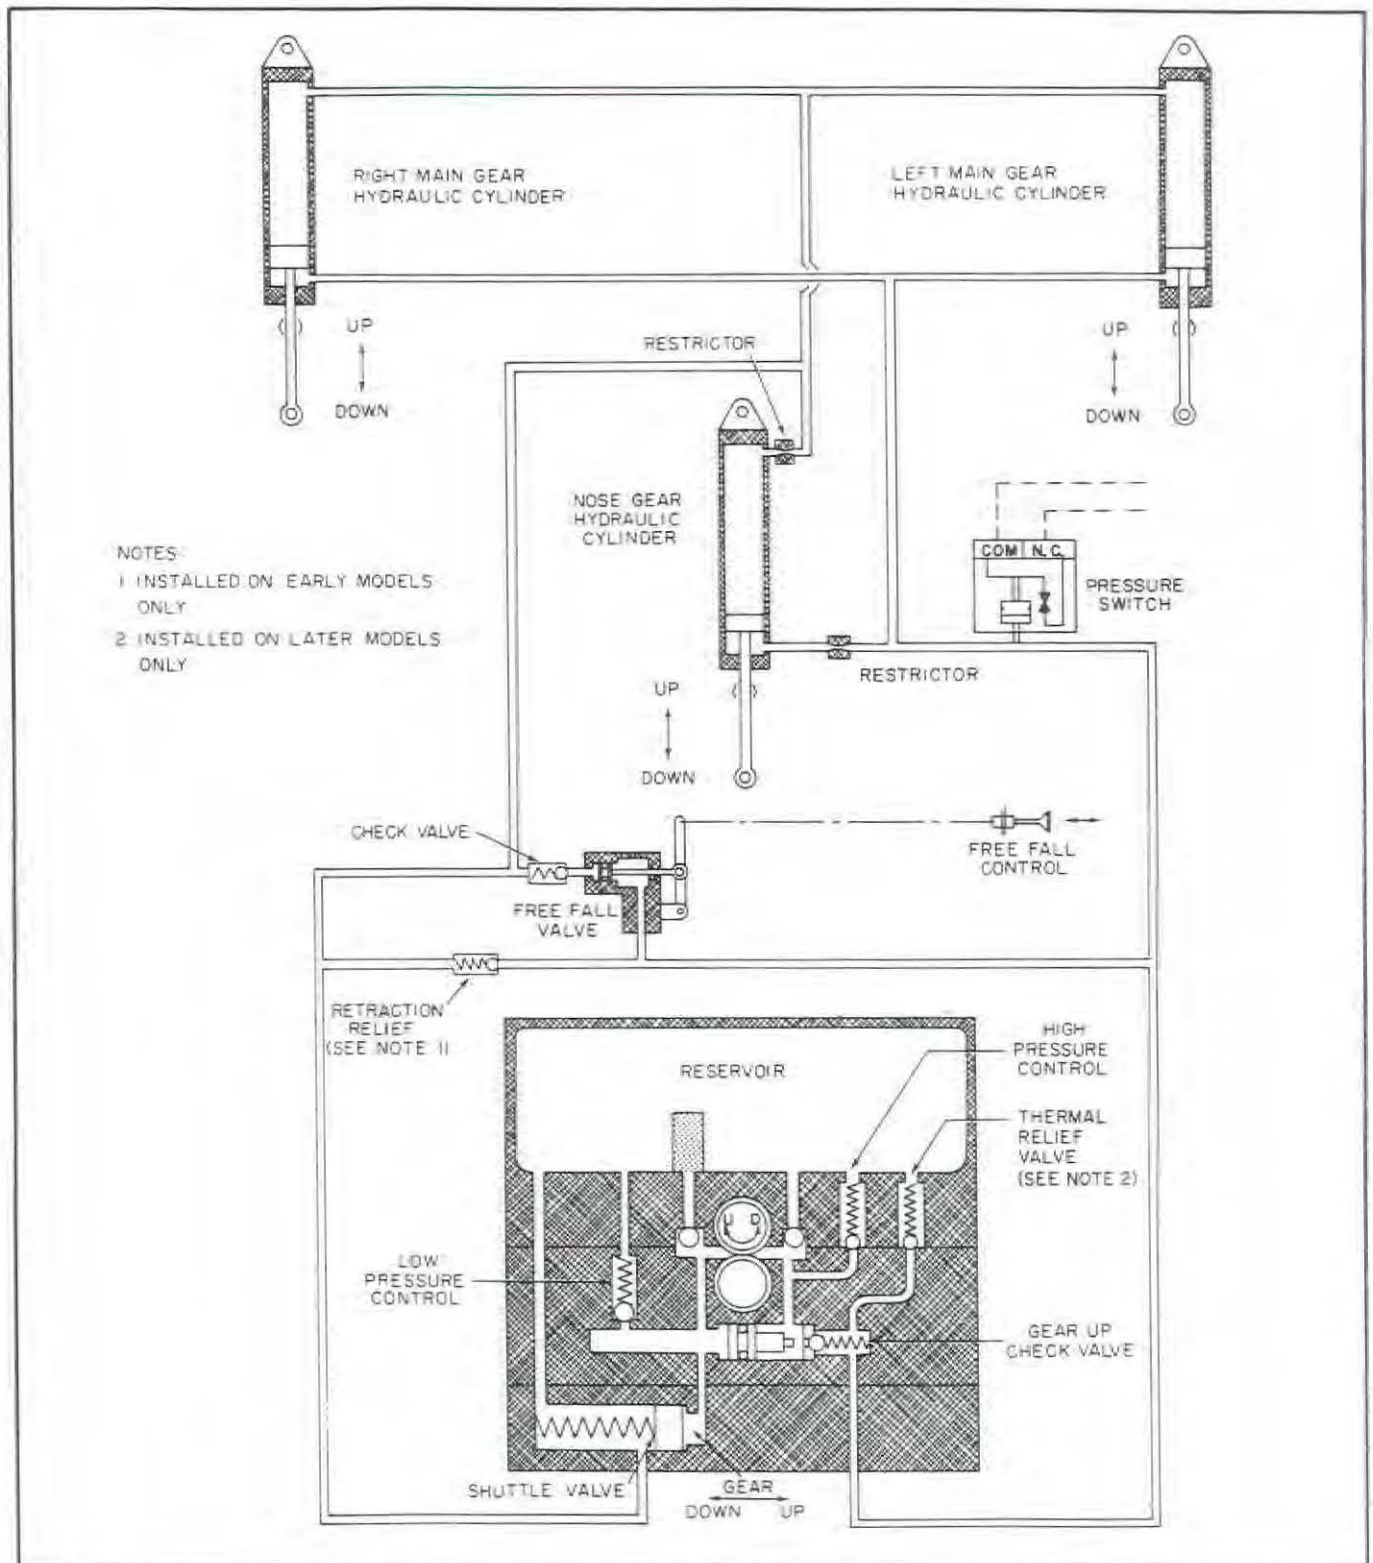 RIGHT MAIN GEAR
HYDRAULIC CYLINDER
LEFT MAIN GEAR
HYDRAULIC CYLINDER
UP
DOWN
RESTRICTOR
UP
DOWN
NOSE GEAR
HYDRAULIC
CYLINDER
COM N.C.
PRESSURE
SWITCH
NOTES:
1 INSTALLED ON EARLY MODELS
ONLY
2 INSTALLED ON LATER MODELS
ONLY
RESTRICTOR
UP
DOWN
CHECK VALVE
FREE FALL
CONTROL
FREE FALL
VALVE
RETRACTION
RELIEF
(SEE NOTE 1)
RESERVOIR
HIGH
PRESSURE
CONTROL
THERMAL
RELIEF
VALVE
(SEE NOTE 2)
LOW
PRESSURE
CONTROL
GEAR UP
CHECK VALVE
SHUTTLE VALVE
GEAR
DOWN UP